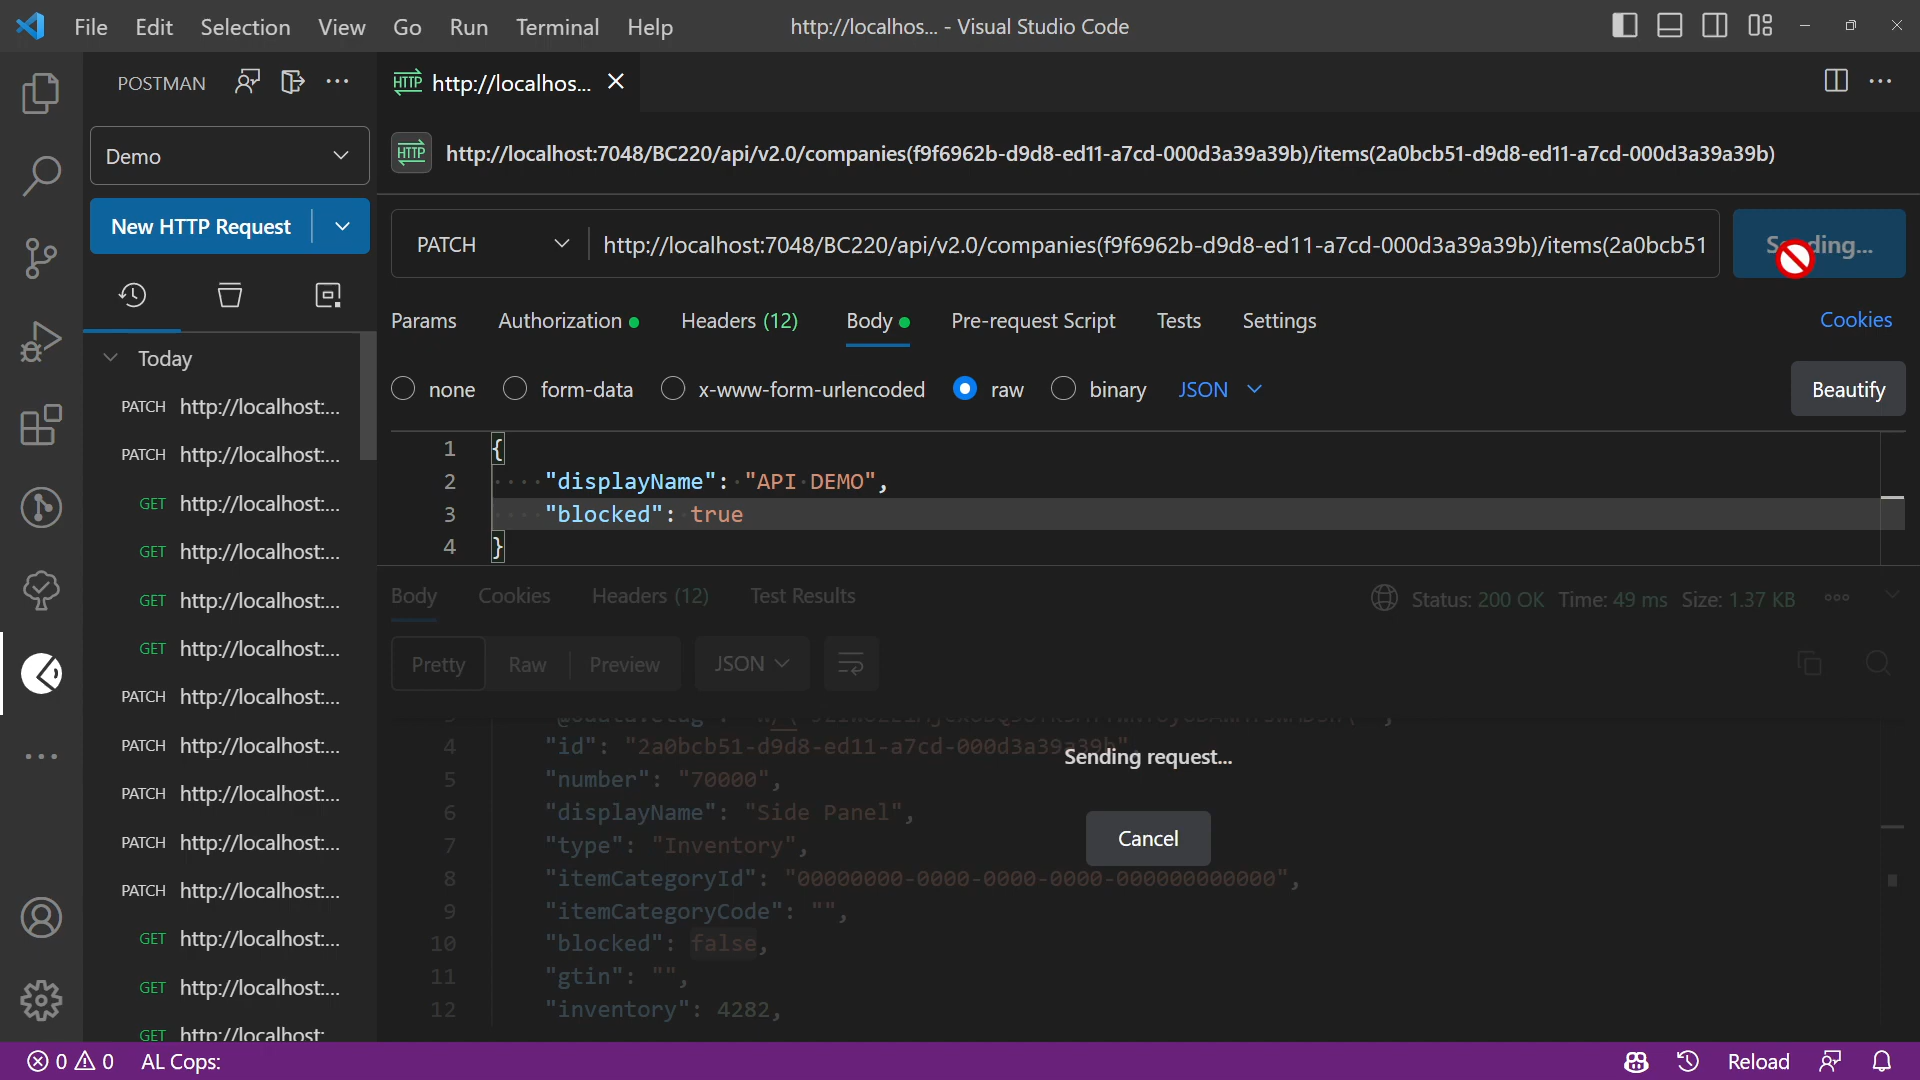 File Edit Selection View Go Run Terminal Help http://localhos... - Visual Studio Code
POSTMAN
HTTP http://localhos...
Demo
HTTP http://localhost:7048/BC220/api/v2.0/companies(f9f6962b-d9d8-ed11-a7cd-000d3a39a39b)/items(2a0bcb51-d9d8-ed11-a7cd-000d3a39a39b)
New HTTP Request
PATCH http://localhost:7048/BC220/api/v2.0/companies(f9f6962b-d9d8-ed11-a7cd-000d3a39a39b)/items(2a0bcb51
Sending...
Params Authorization Headers (12) Body Pre-request Script Tests Settings Cookies
none form-data x-www-form-urlencoded raw binary JSON Beautify
Today
PATCH http://localhost:...
PATCH http://localhost:...
GET http://localhost:...
GET http://localhost:...
GET http://localhost:...
GET http://localhost:...
PATCH http://localhost:...
PATCH http://localhost:...
PATCH http://localhost:...
PATCH http://localhost:...
PATCH http://localhost:...
GET http://localhost:...
GET http://localhost:...
GET http://localhost:
1 {
2 ····"displayName":·"API·DEMO",
3 ····"blocked":·true
4 }
Body Cookies Headers (12) Test Results Status: 200 OK Time: 49 ms Size: 1.37 KB
Pretty Raw Preview JSON
4 "id": "2a0bcb51-d9d8-ed11-a7cd-000d3a39a39b",
Sending request...
5 "number": "70000",
6 "displayName": "Side Panel",
Cancel
7 "type": "Inventory",
8 "itemCategoryId": "00000000-0000-0000-0000-000000000000",
9 "itemCategoryCode": "",
10 "blocked": false,
11 "gtin": "",
12 "inventory": 4282,
0 0 AL Cops: Reload